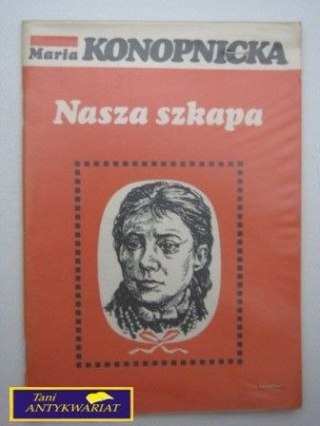 Maria KONOPNICKA
Nasza szkapa
Tani
ANTYKWARIAT